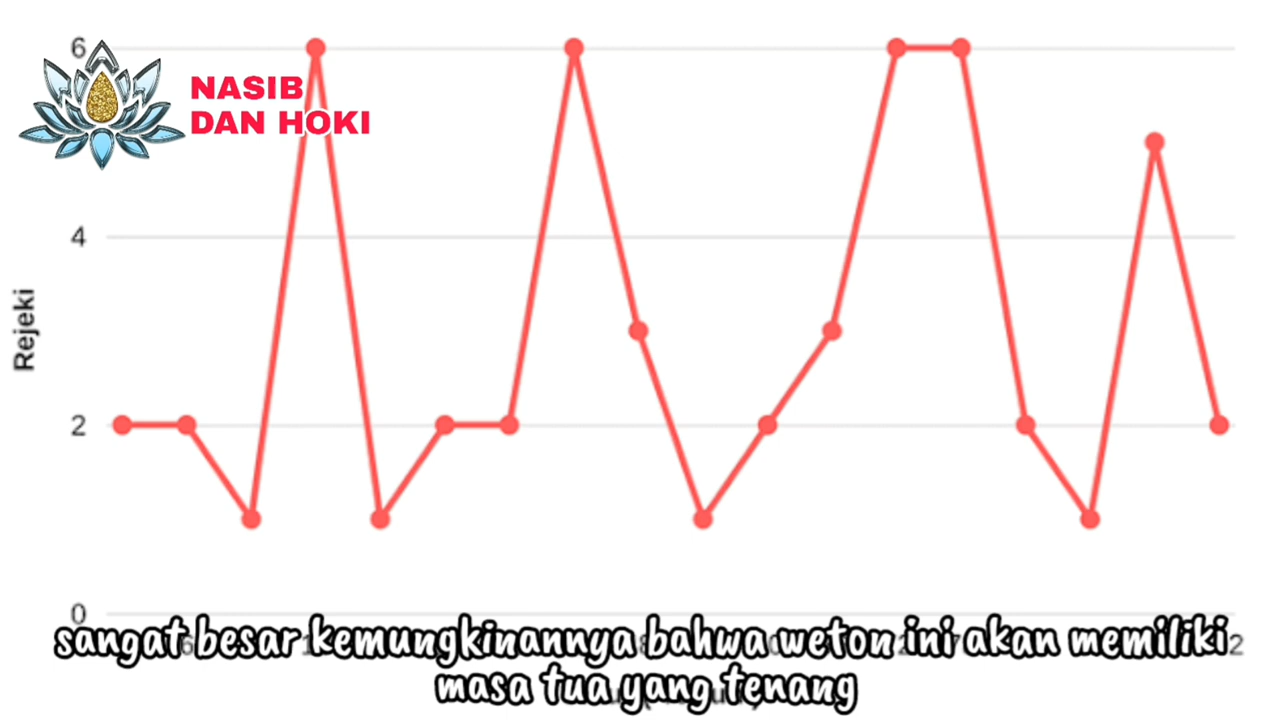 6
NASIB
DAN HOKI
4
Rejeki
2
0
sangat besar kemungkinannya bahwa weton ini akan memiliki
masa tua yang tenang